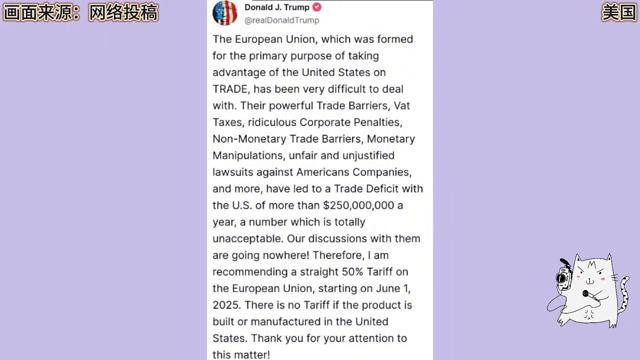 画面来源：网络投稿
美国
Donald J. Trump
@realDonaldTrump
The European Union, which was formed
for the primary purpose of taking
advantage of the United States on
TRADE, has been very difficult to deal
with. Their powerful Trade Barriers, Vat
Taxes, ridiculous Corporate Penalties,
Non-Monetary Trade Barriers, Monetary
Manipulations, unfair and unjustified
lawsuits against Americans Companies,
and more, have led to a Trade Deficit with
the U.S. of more than $250,000,000 a
year, a number which is totally
unacceptable. Our discussions with them
are going nowhere! Therefore, I am
recommending a straight 50% Tariff on
the European Union, starting on June 1,
2025. There is no Tariff if the product is
built or manufactured in the United
States. Thank you for your attention to
this matter!